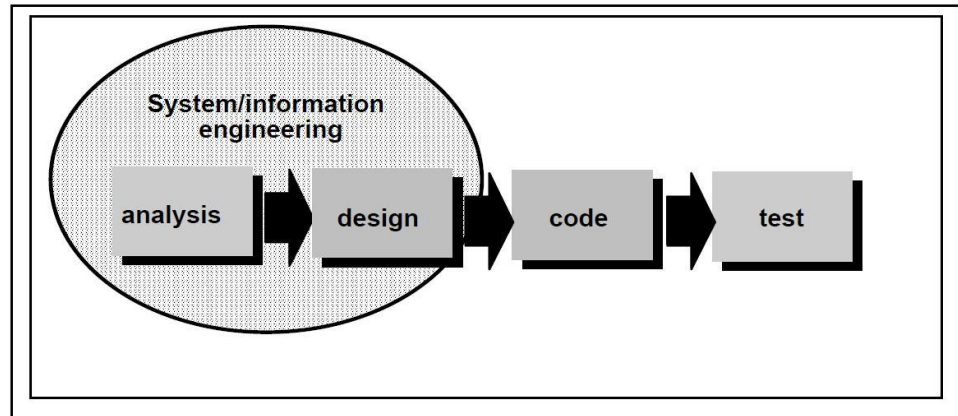 System/information
engineering
analysis
design
code
test